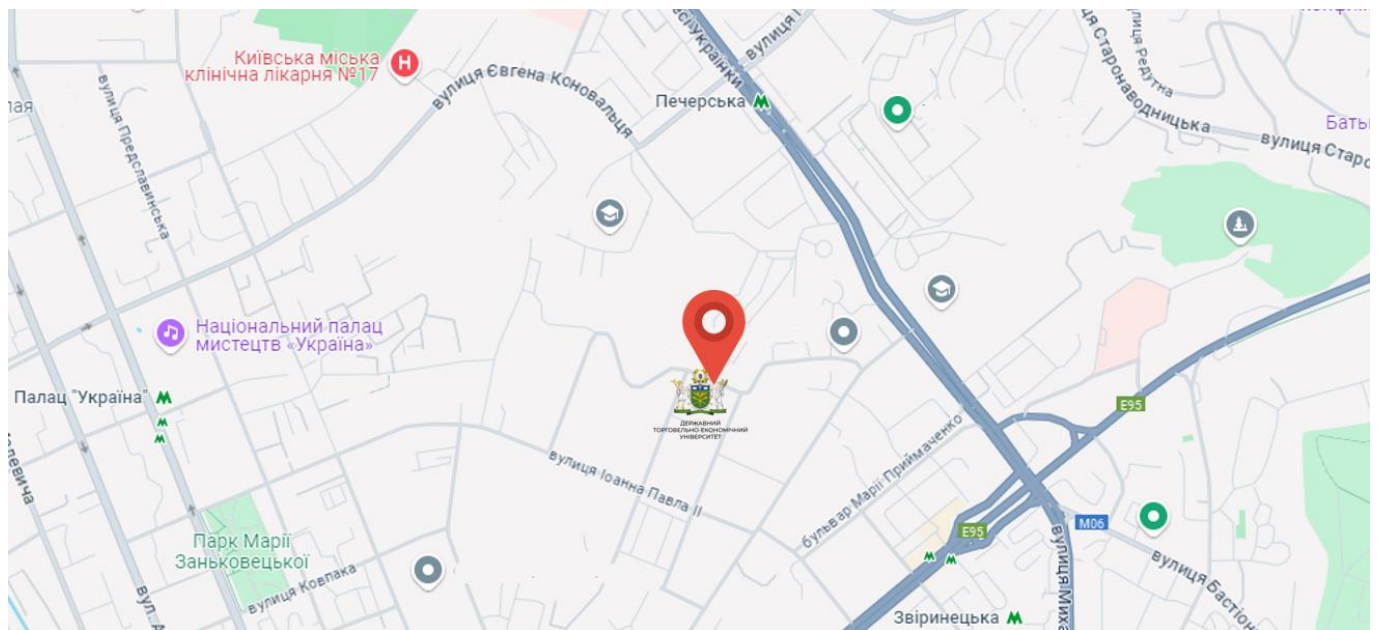 Київська міська
клінічна лікарня №17
вулиця Євгена Коновальця
вулиця Предславинська
Печерська
вулиця Старонаводницька
вулиця Редутна
Національний палац
мистецтв «Україна»
Палац "Україна"
ДЕРЖАВНИЙ
ТОРГОВЕЛЬНО-ЕКОНОМІЧНИЙ
УНІВЕРСИТЕТ
E95
вулиця Іоанна Павла II
бульвар Марії Приймаченко
E95
M06
Парк Марії
Заньковецької
вулиця Ковпака
вулиця Бастіонна
Звіринецька